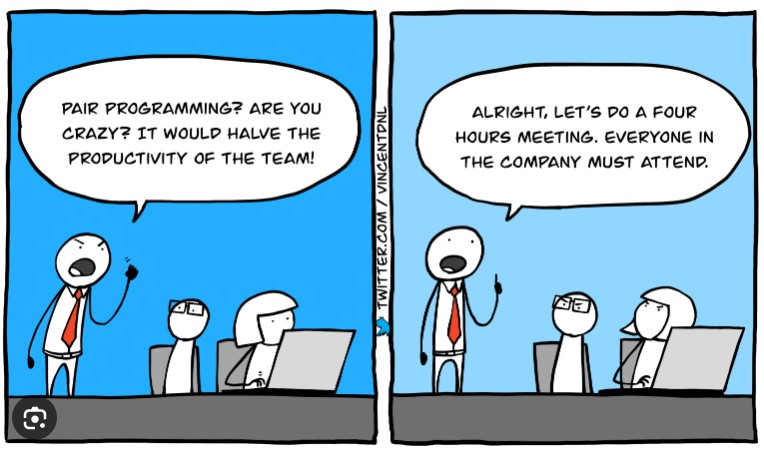 PAIR PROGRAMMING? ARE YOU
CRAZY? IT WOULD HALVE THE
PRODUCTIVITY OF THE TEAM!
TWITTER.COM / VINCENTDNL
ALRIGHT, LET'S DO A FOUR
HOURS MEETING. EVERYONE IN
THE COMPANY MUST ATTEND.